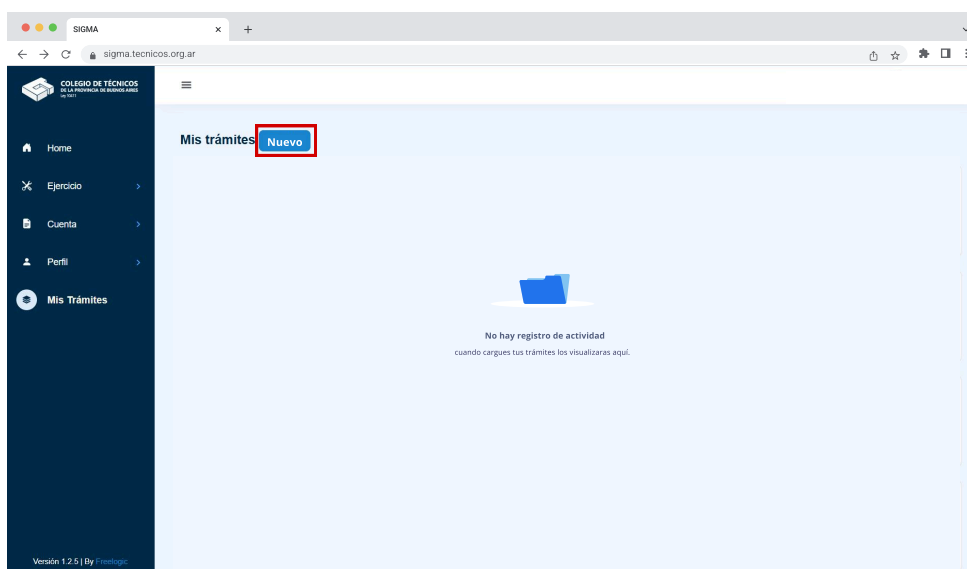 SIGMA
sigma.tecnicos.org.ar
COLEGIO DE TÉCNICOS
DE LA PROVINCIA DE BUENOS AIRES
Ley 10411
Mis trámites Nuevo
Home
Ejercicio
Cuenta
Perfil
Mis Trámites
No hay registro de actividad
cuando cargues tus trámites los visualizaras aquí.
Versión 1.2.5 | By Freelogic